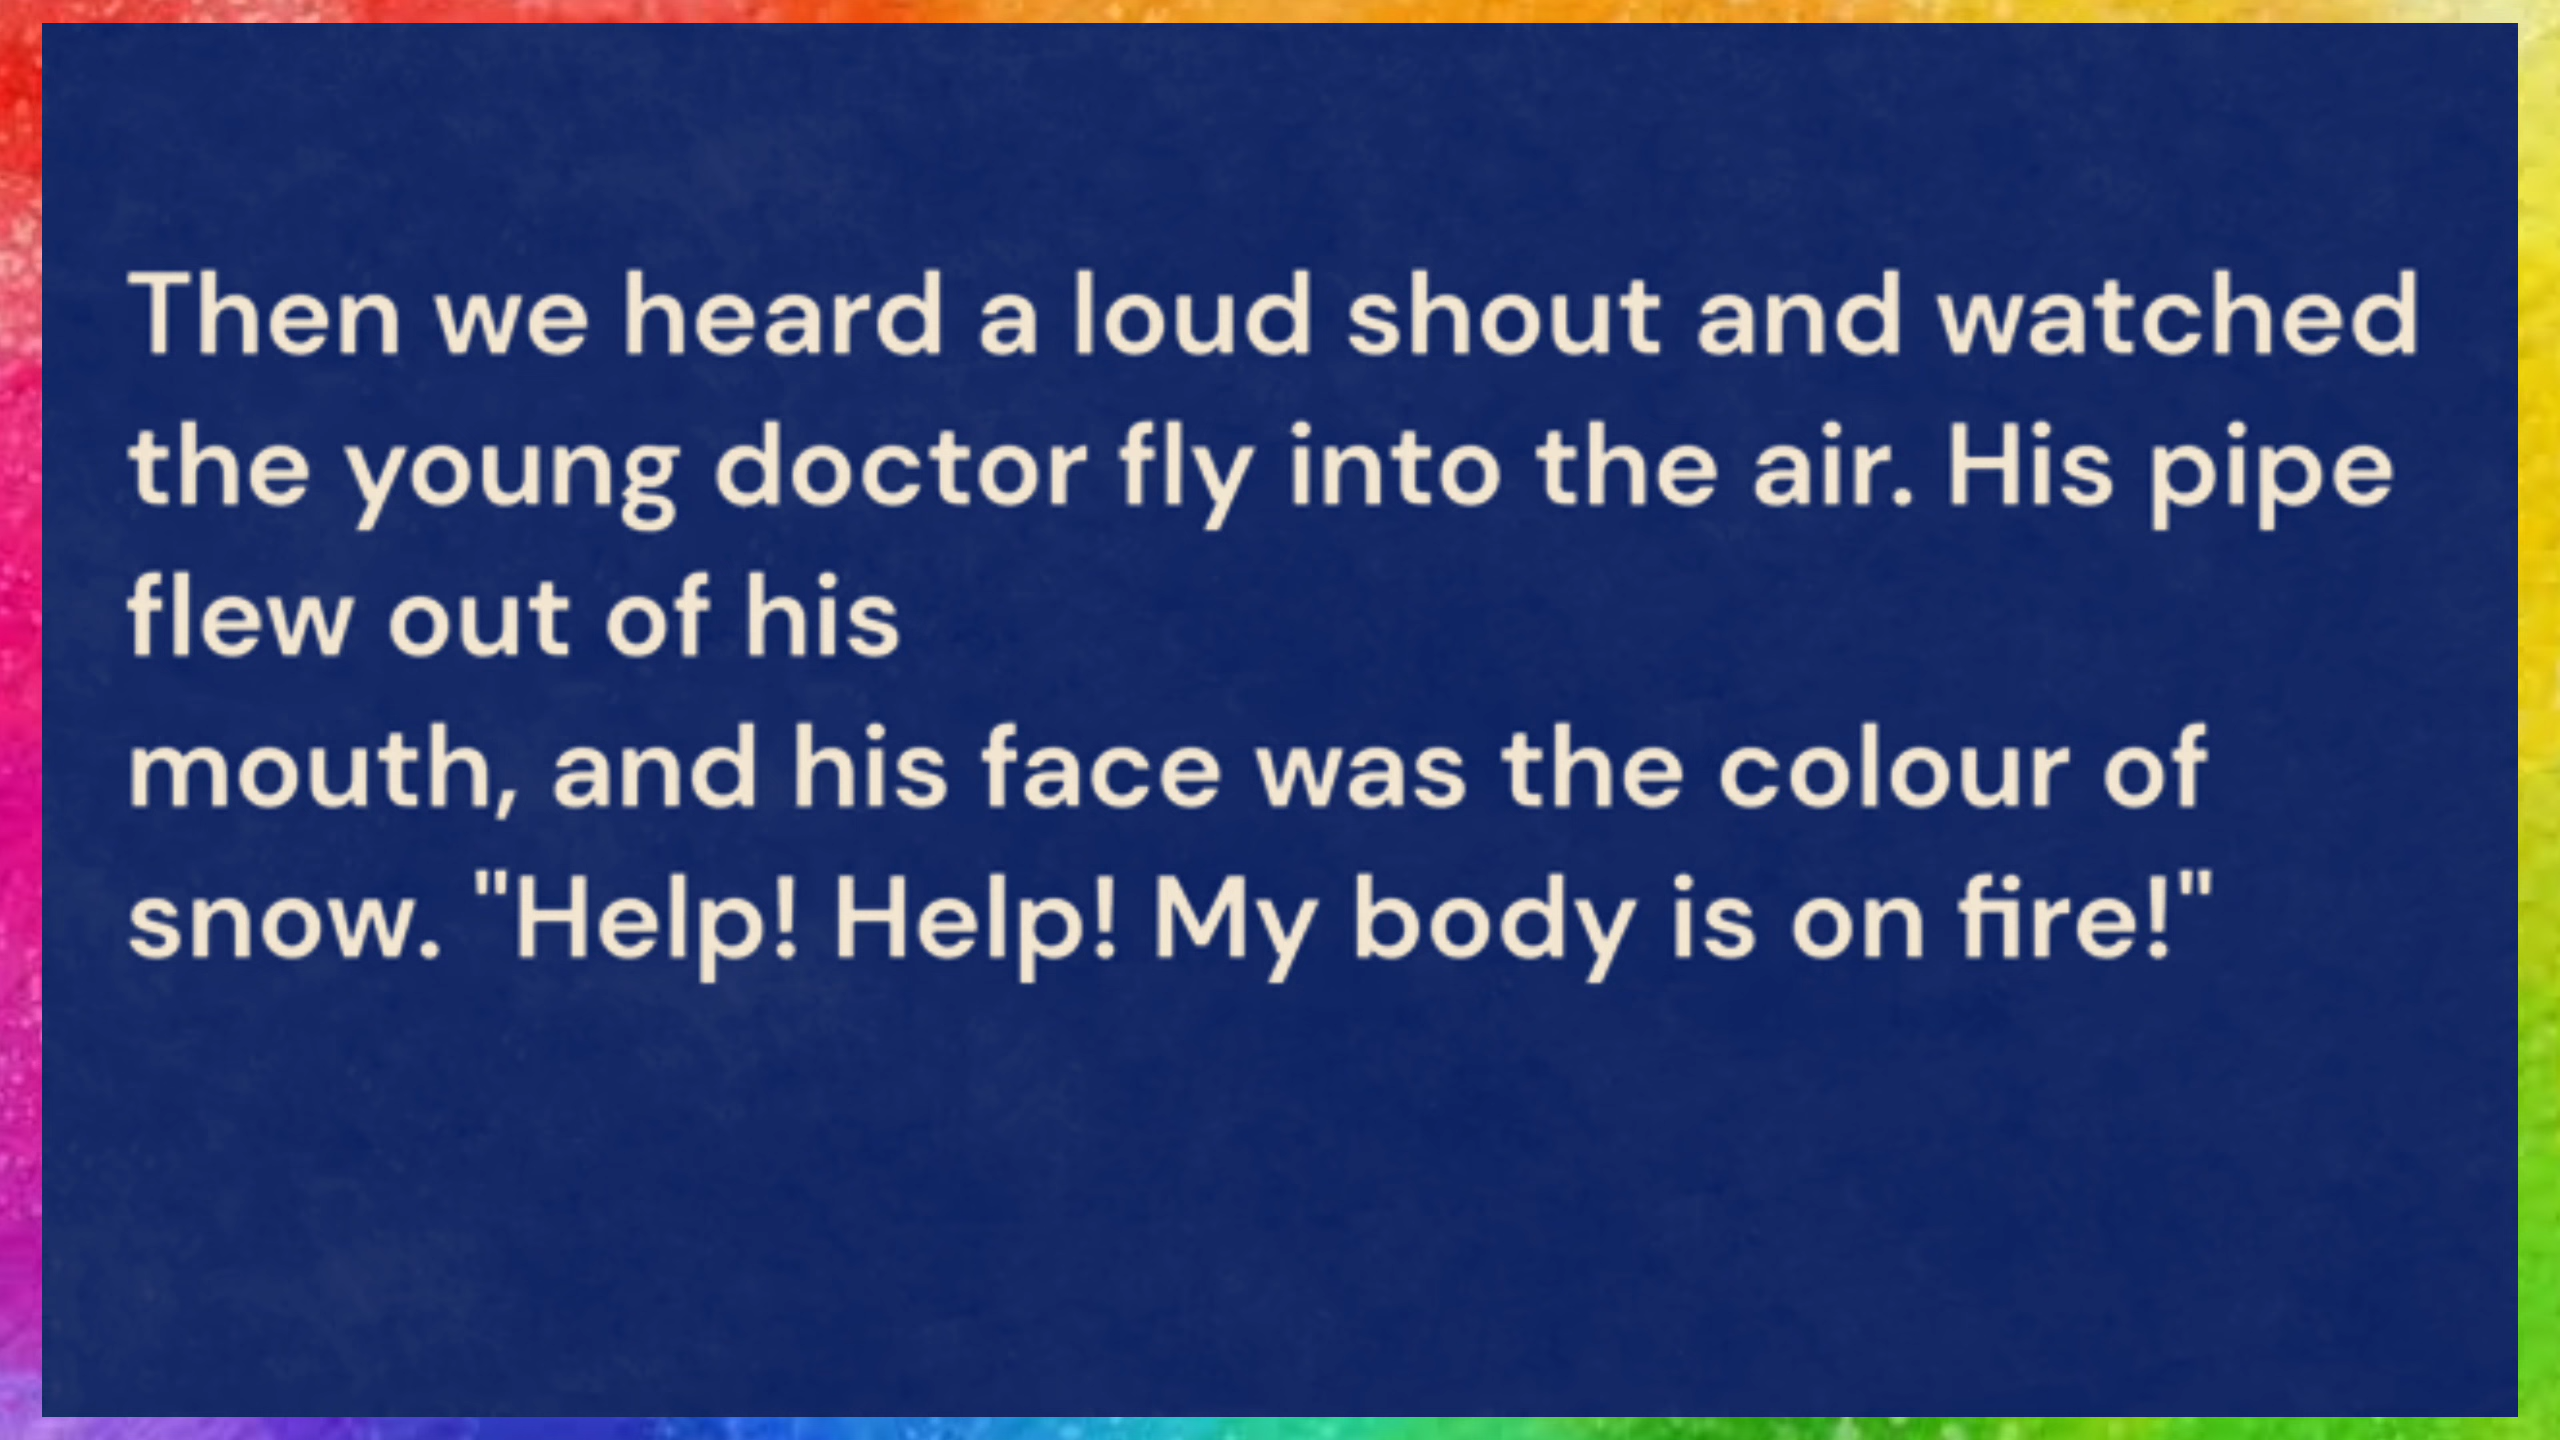 Then we heard a loud shout and watched
the young doctor fly into the air. His pipe
flew out of his
mouth, and his face was the colour of
snow. "Help! Help! My body is on fire!"